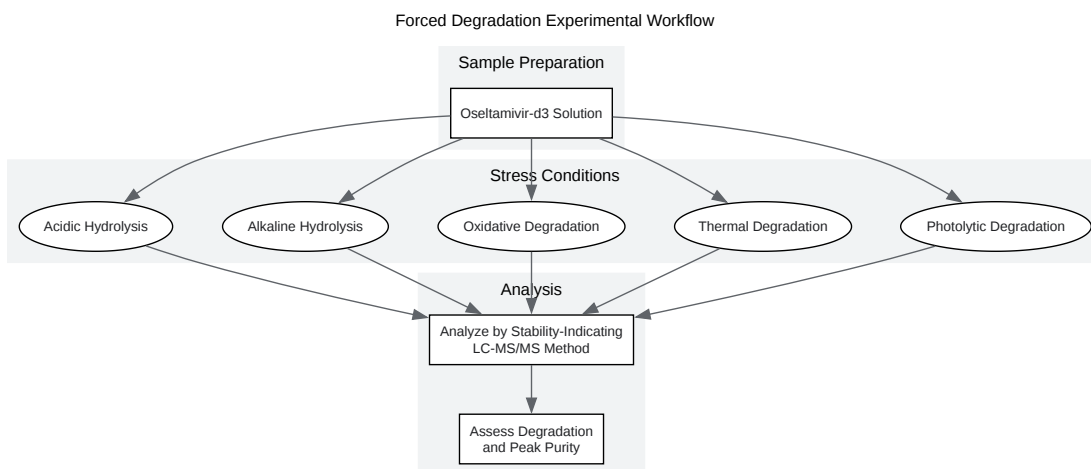 Forced Degradation Experimental Workflow
Sample Preparation
Oseltamivir-d3 Solution
Stress Conditions
Acidic Hydrolysis
Alkaline Hydrolysis
Oxidative Degradation
Thermal Degradation
Photolytic Degradation
Analysis
Analyze by Stability-Indicating
LC-MS/MS Method
Assess Degradation
and Peak Purity